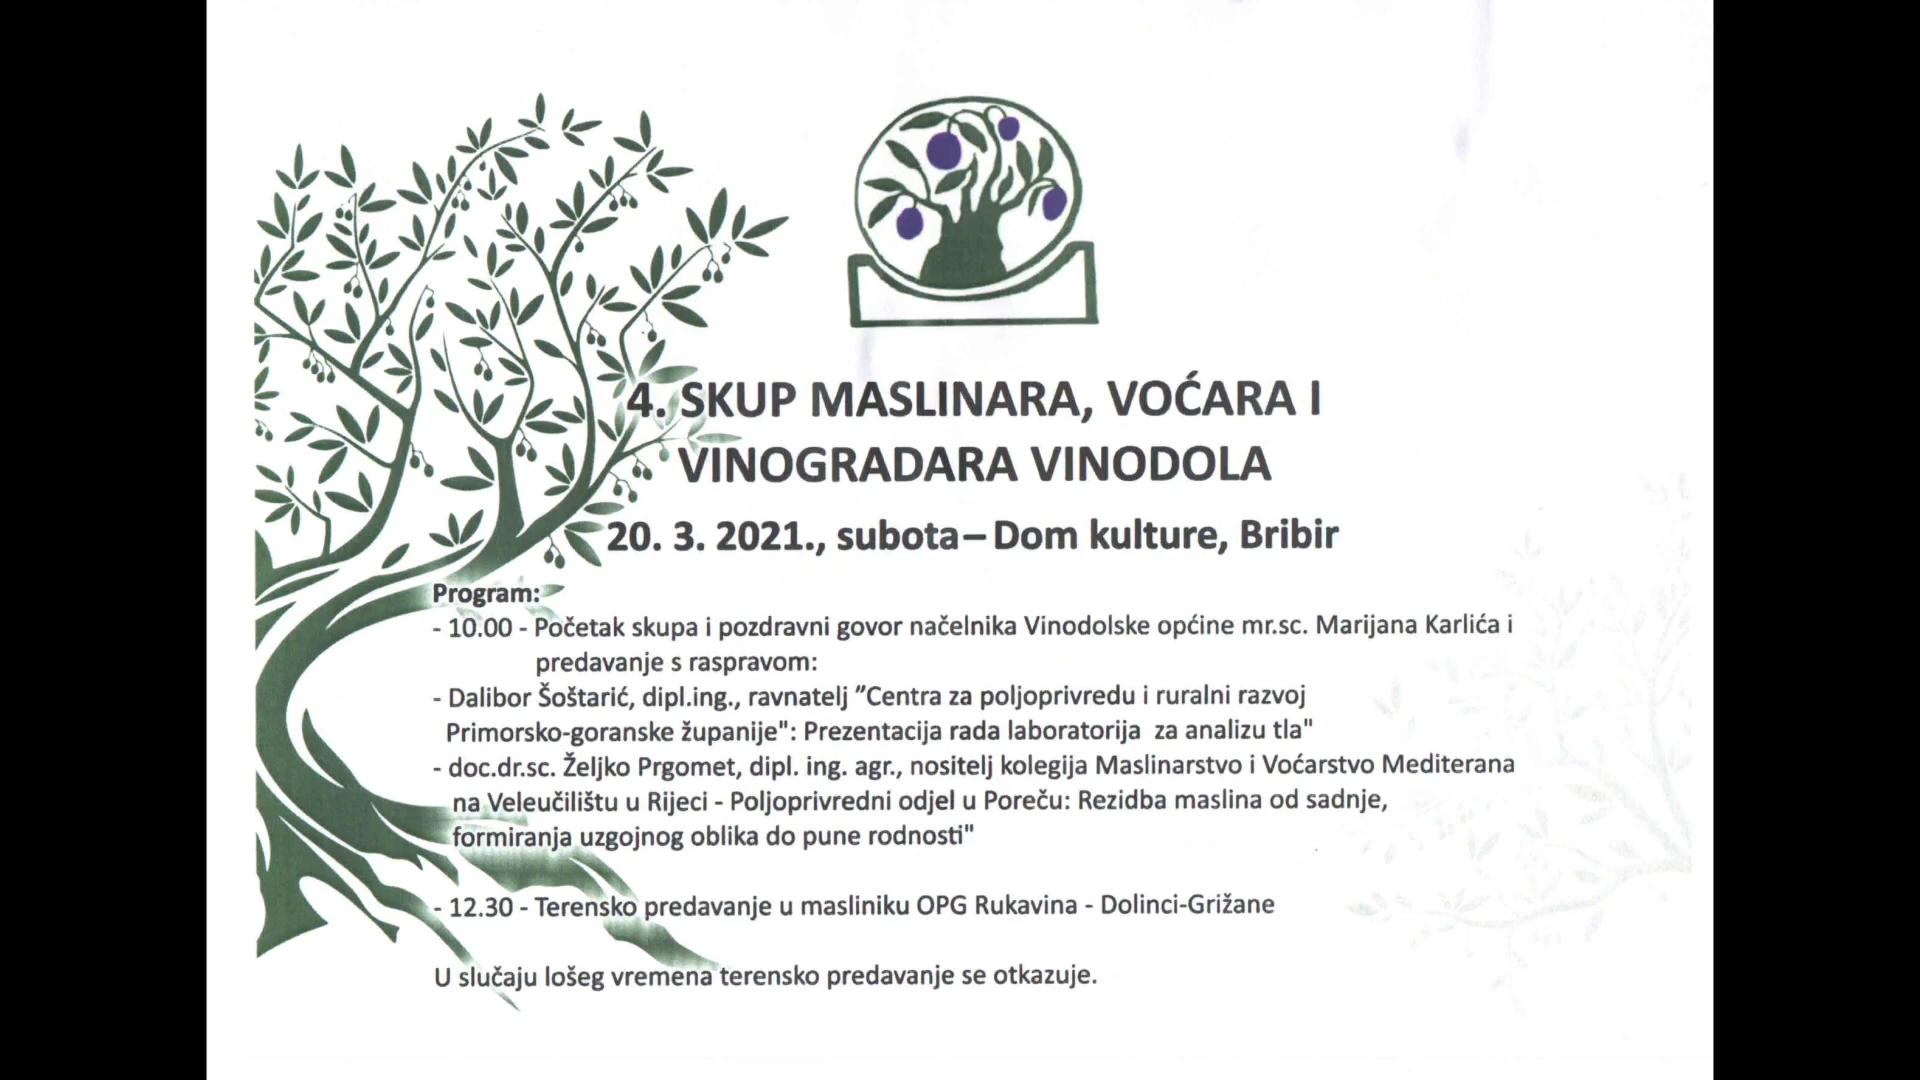 4. SKUP MASLINARA, VOĆARA I
VINOGRADARA VINODOLA
20. 3. 2021., subota – Dom kulture, Bribir
Program:
- 10.00 - Početak skupa i pozdravni govor načelnika Vinodolske općine mr.sc. Marijana Karlića i
predavanje s raspravom:
- Dalibor Šoštarić, dipl.ing., ravnatelj ”Centra za poljoprivredu i ruralni razvoj
Primorsko-goranske županije": Prezentacija rada laboratorija za analizu tla"
- doc.dr.sc. Željko Prgomet, dipl. ing. agr., nositelj kolegija Maslinarstvo i Voćarstvo Mediterana
na Veleučilištu u Rijeci - Poljoprivredni odjel u Poreču: Rezidba maslina od sadnje,
formiranja uzgojnog oblika do pune rodnosti"
- 12.30 - Terensko predavanje u masliniku OPG Rukavina - Dolinci-Grižane
U slučaju lošeg vremena terensko predavanje se otkazuje.